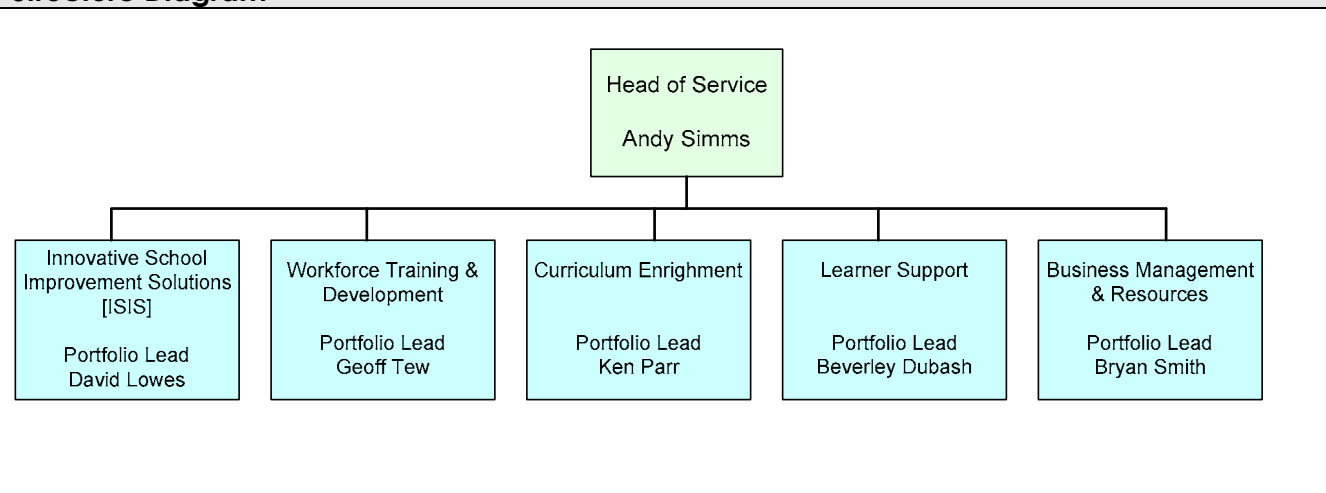 Diagram
Head of Service
Andy Simms
Innovative School
Improvement Solutions
[ISIS]
Portfolio Lead
David Lowes
Workforce Training &
Development
Portfolio Lead
Geoff Tew
Curriculum Enrighment
Portfolio Lead
Ken Parr
Learner Support
Portfolio Lead
Beverley Dubash
Business Management
& Resources
Portfolio Lead
Bryan Smith